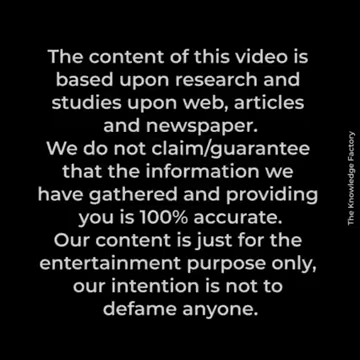 The content of this video is
based upon research and
studies upon web, articles
and newspaper.
We do not claim/guarantee
that the information we
have gathered and providing
you is 100% accurate.
Our content is just for the
entertainment purpose only,
our intention is not to
defame anyone.
The Knowledge Factory